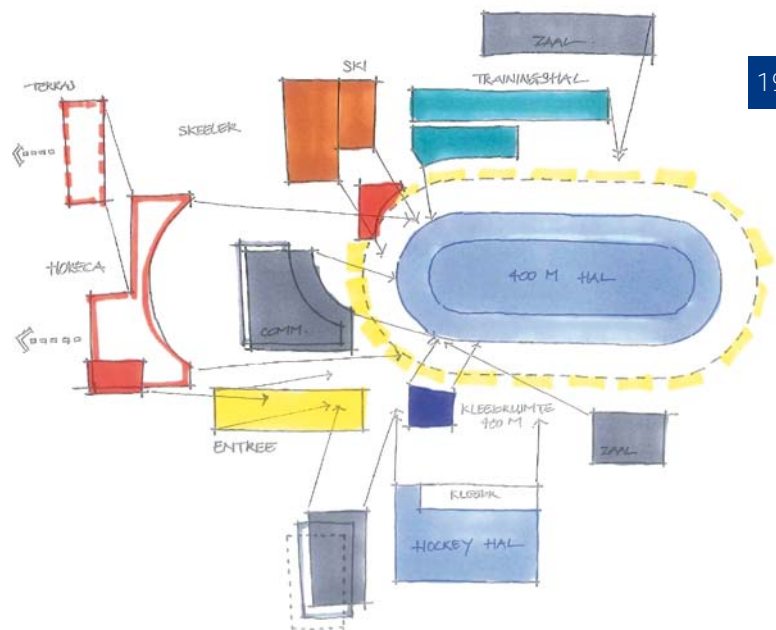 ZAAL
19
SKI
TRAININGSHAL
TERRAS
SKEELER
HORECA
400 M HAL
COMM.
KLEEDRUIMTE
400 M
ENTREE
ZAAL
KLEEDR
HOCKEY HAL